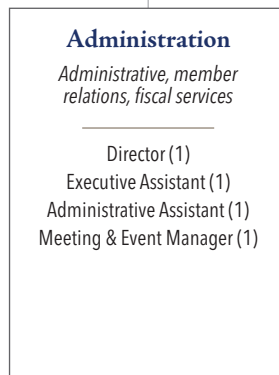 Administration
Administrative, member
relations, fiscal services
Director (1)
Executive Assistant (1)
Administrative Assistant (1)
Meeting & Event Manager (1)